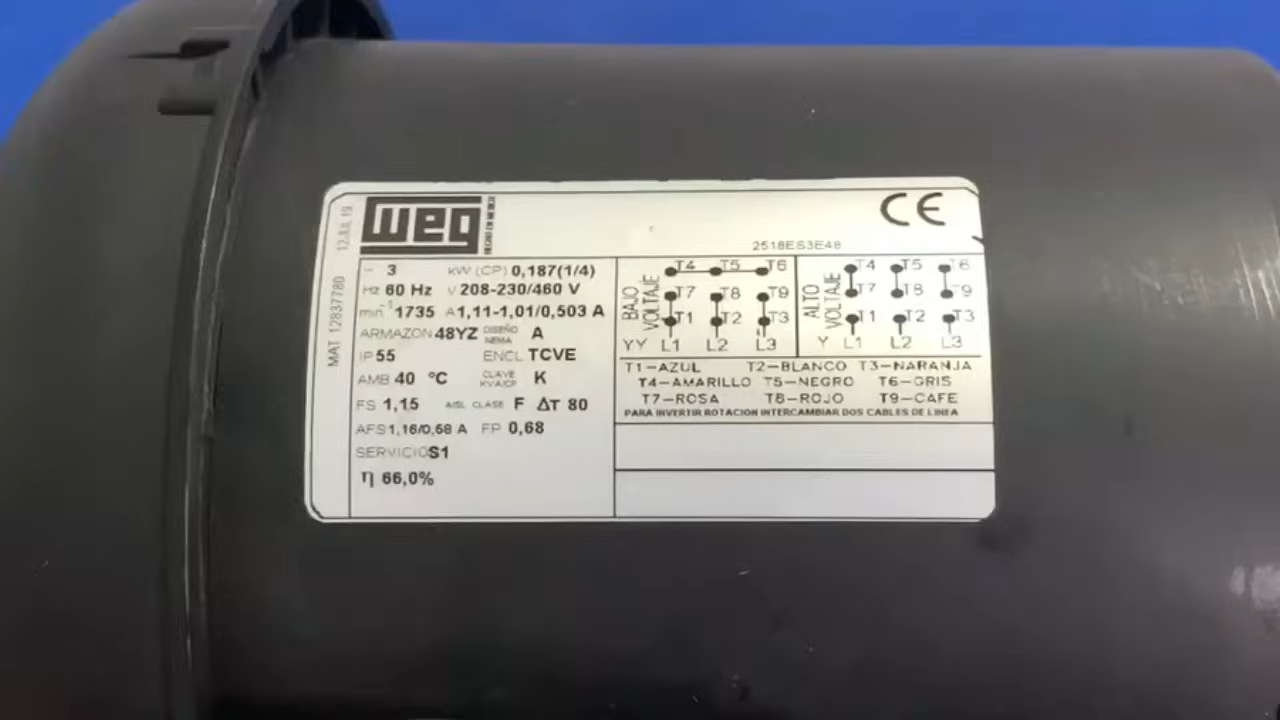 WEG
HECHO EN MEXICO
CE
2518ES3E48
MAT 12837780 12JUL 19
~ 3 kW (CP) 0,187(1/4)
Hz 60 Hz V 208-230/460 V
min⁻¹ 1735 A 1,11-1,01/0,503 A
ARMAZON 48YZ DISEÑO NEMA A
IP 55 ENCL TCVE
AMB 40 °C CLAVE KVA/CP K
FS 1,15 AISL CLASE F ΔT 80
AFS 1,16/0,58 A FP 0,68
SERVICIO S1
η 66,0%
BAJO VOLTAJE
T4 T5 T6
T7 T8 T9
T1 T2 T3
YY L1 L2 L3
ALTO VOLTAJE
T4 T5 T6
T7 T8 T9
T1 T2 T3
Y L1 L2 L3
T1-AZUL T2-BLANCO T3-NARANJA
T4-AMARILLO T5-NEGRO T6-GRIS
T7-ROSA T8-ROJO T9-CAFE
PARA INVERTIR ROTACION INTERCAMBIAR DOS CABLES DE LINEA